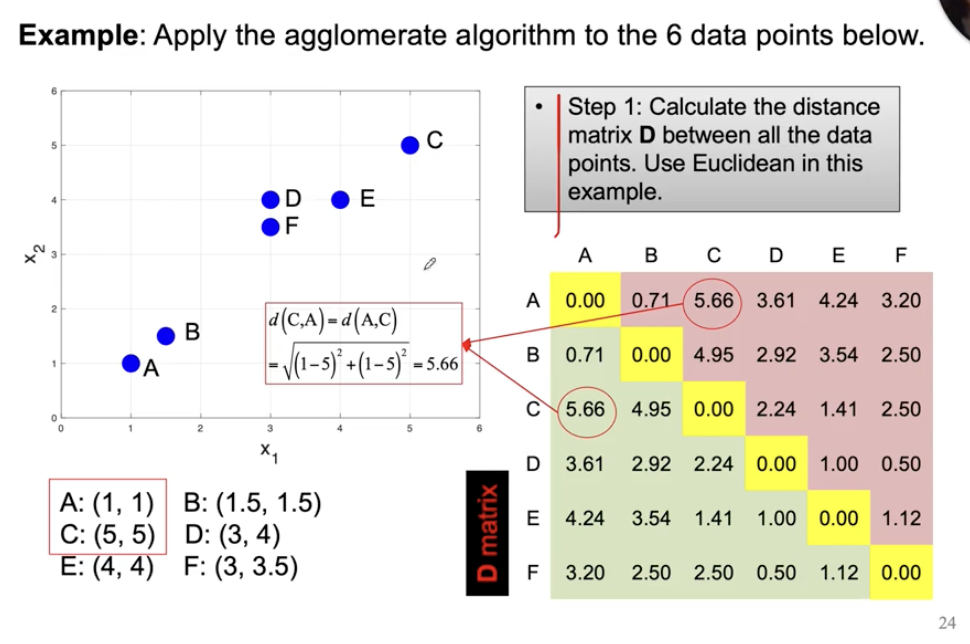 Example: Apply the agglomerate algorithm to the 6 data points below.
• Step 1: Calculate the distance
matrix D between all the data
points. Use Euclidean in this
example.
6
5
4
3
2
1
0
x₂
0 1 2 3 4 5 6
x₁
C
D E
F
B
A
d(C,A) = d(A,C)
= √((1−5)² + (1−5)²) = 5.66
A: (1, 1) B: (1.5, 1.5)
C: (5, 5) D: (3, 4)
E: (4, 4) F: (3, 3.5)
D matrix
A B C D E F
A 0.00 0.71 5.66 3.61 4.24 3.20
B 0.71 0.00 4.95 2.92 3.54 2.50
C 5.66 4.95 0.00 2.24 1.41 2.50
D 3.61 2.92 2.24 0.00 1.00 0.50
E 4.24 3.54 1.41 1.00 0.00 1.12
F 3.20 2.50 2.50 0.50 1.12 0.00
24